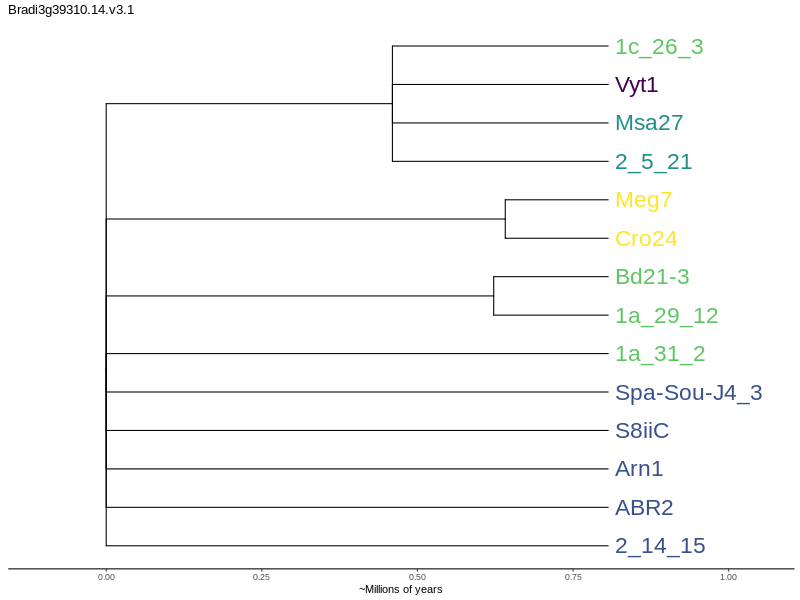 Bradi3g39310.14.v3.1
1c_26_3
Vyt1
Msa27
2_5_21
Meg7
Cro24
Bd21-3
1a_29_12
1a_31_2
Spa-Sou-J4_3
S8iiC
Arn1
ABR2
2_14_15
0.00 0.25 0.50 0.75 1.00
~Millions of years